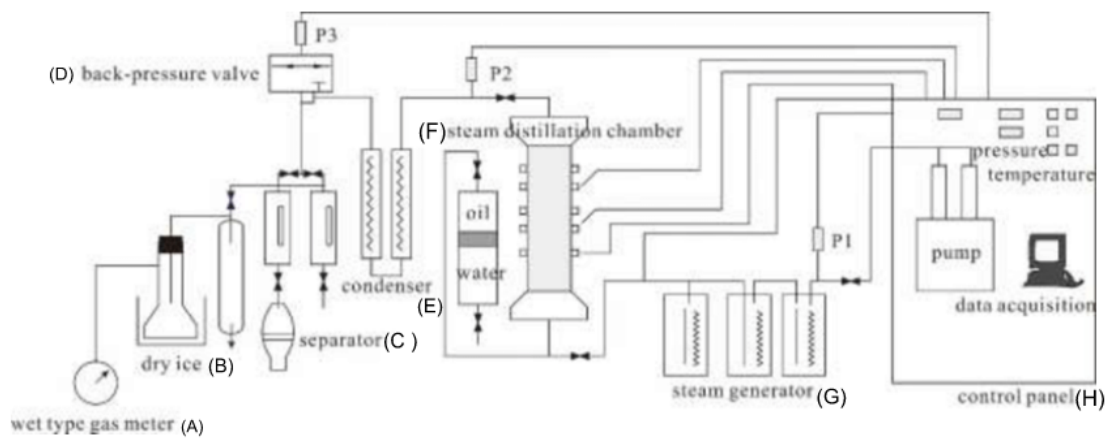 P3
(D) back-pressure valve
P2
(F) steam distillation chamber
pressure
temperature
oil
P1
pump
water
condenser
(E)
data acquisition
separator (C )
dry ice (B)
steam generator (G)
control panel (H)
wet type gas meter (A)